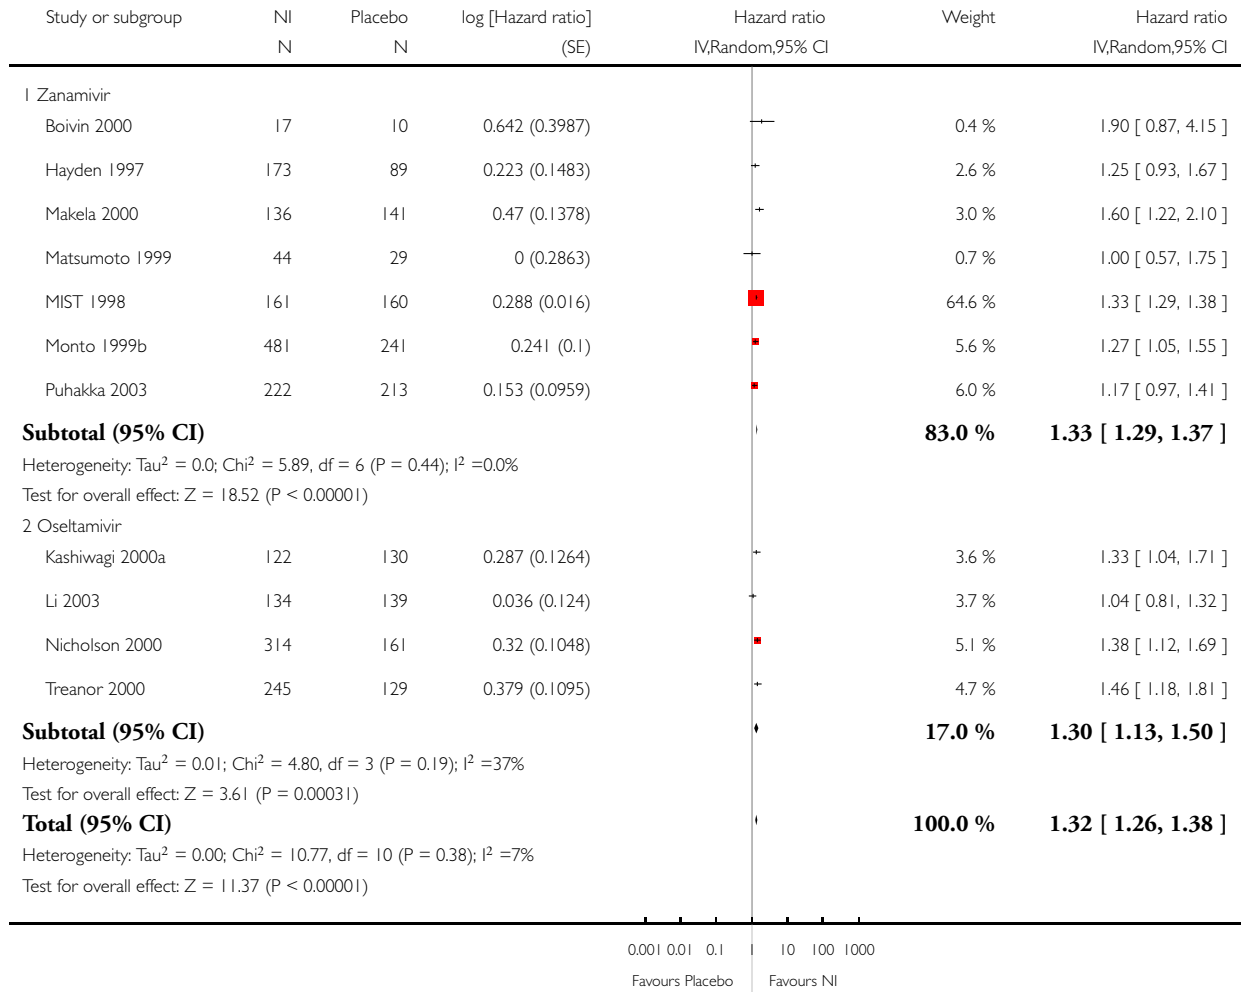 Study or subgroup NI Placebo log [Hazard ratio] Hazard ratio Weight Hazard ratio
N N (SE) IV,Random,95% CI IV,Random,95% CI
1 Zanamivir
Boivin 2000 17 10 0.642 (0.3987) 0.4 % 1.90 [ 0.87, 4.15 ]
Hayden 1997 173 89 0.223 (0.1483) 2.6 % 1.25 [ 0.93, 1.67 ]
Makela 2000 136 141 0.47 (0.1378) 3.0 % 1.60 [ 1.22, 2.10 ]
Matsumoto 1999 44 29 0 (0.2863) 0.7 % 1.00 [ 0.57, 1.75 ]
MIST 1998 161 160 0.288 (0.016) 64.6 % 1.33 [ 1.29, 1.38 ]
Monto 1999b 481 241 0.241 (0.1) 5.6 % 1.27 [ 1.05, 1.55 ]
Puhakka 2003 222 213 0.153 (0.0959) 6.0 % 1.17 [ 0.97, 1.41 ]
Subtotal (95% CI) 83.0 % 1.33 [ 1.29, 1.37 ]
Heterogeneity: Tau² = 0.0; Chi² = 5.89, df = 6 (P = 0.44); I² =0.0%
Test for overall effect: Z = 18.52 (P < 0.00001)
2 Oseltamivir
Kashiwagi 2000a 122 130 0.287 (0.1264) 3.6 % 1.33 [ 1.04, 1.71 ]
Li 2003 134 139 0.036 (0.124) 3.7 % 1.04 [ 0.81, 1.32 ]
Nicholson 2000 314 161 0.32 (0.1048) 5.1 % 1.38 [ 1.12, 1.69 ]
Treanor 2000 245 129 0.379 (0.1095) 4.7 % 1.46 [ 1.18, 1.81 ]
Subtotal (95% CI) 17.0 % 1.30 [ 1.13, 1.50 ]
Heterogeneity: Tau² = 0.01; Chi² = 4.80, df = 3 (P = 0.19); I² =37%
Test for overall effect: Z = 3.61 (P = 0.00031)
Total (95% CI) 100.0 % 1.32 [ 1.26, 1.38 ]
Heterogeneity: Tau² = 0.00; Chi² = 10.77, df = 10 (P = 0.38); I² =7%
Test for overall effect: Z = 11.37 (P < 0.00001)
0.001 0.01 0.1 1 10 100 1000
Favours Placebo Favours NI